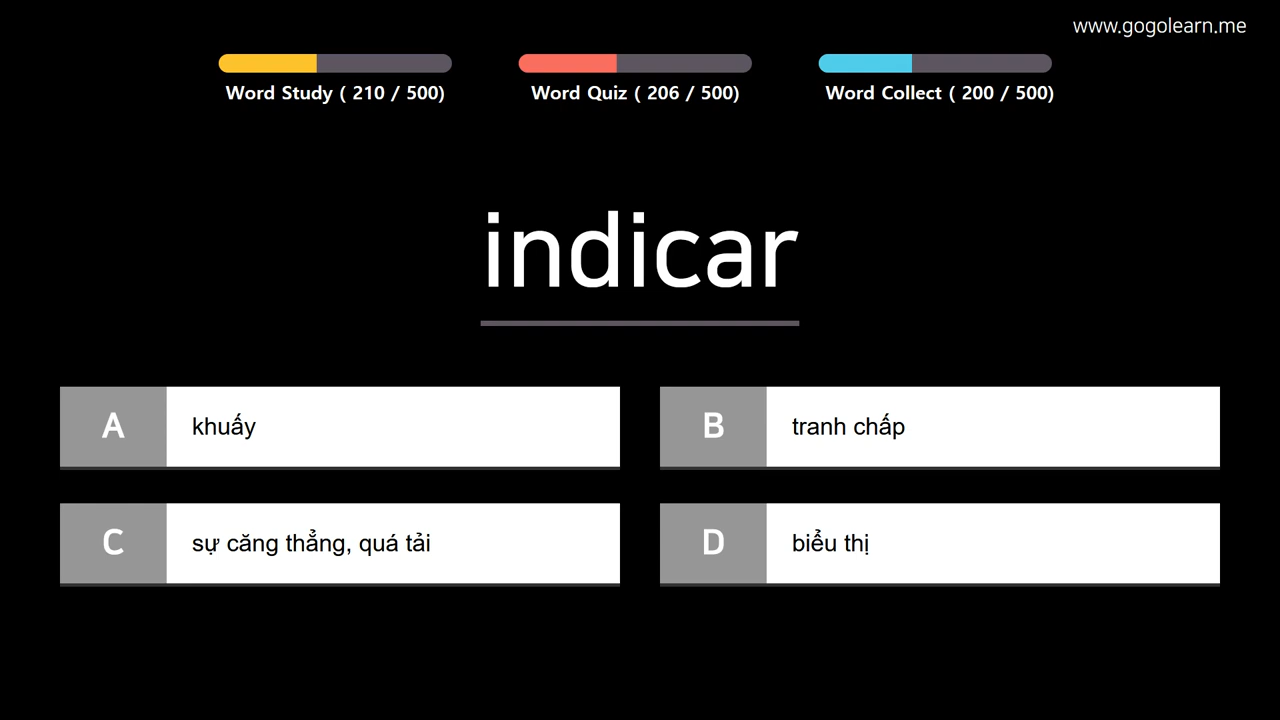 www.gogolearn.me
Word Study ( 210 / 500)
Word Quiz ( 206 / 500)
Word Collect ( 200 / 500)
indicar
A khuấy
B tranh chấp
C sự căng thẳng, quá tải
D biểu thị